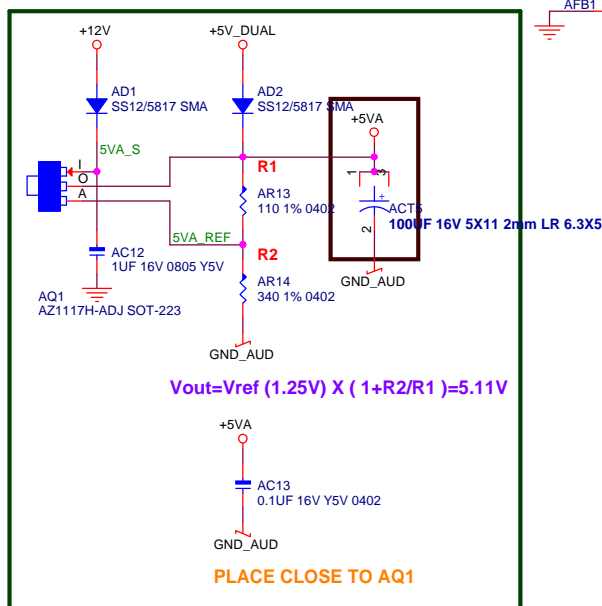 AFB1
+12V
+5V_DUAL
AD1
SS12/5817 SMA
AD2
SS12/5817 SMA
+5VA
5VA_S
I
O
A
R1
1
3
AR13
110 1% 0402
+
ACT5
100UF 16V 5X11 2mm LR 6.3X5
2
5VA_REF
R2
AC12
1UF 16V 0805 Y5V
AR14
340 1% 0402
GND_AUD
AQ1
AZ1117H-ADJ SOT-223
GND_AUD
Vout=Vref (1.25V) X ( 1+R2/R1 )=5.11V
+5VA
AC13
0.1UF 16V Y5V 0402
GND_AUD
PLACE CLOSE TO AQ1